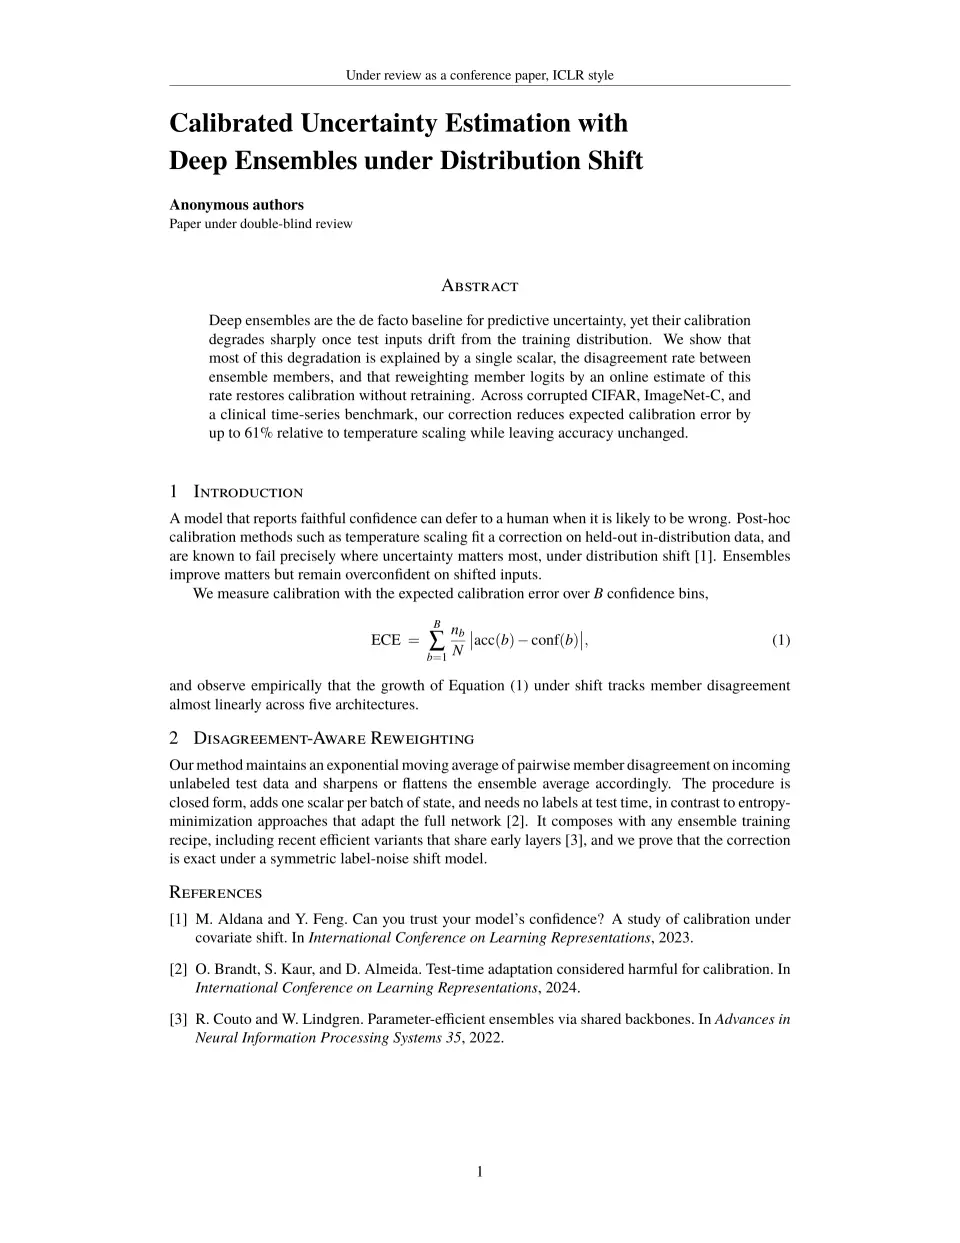 Under review as a conference paper, ICLR style
Calibrated Uncertainty Estimation with
Deep Ensembles under Distribution Shift
Anonymous authors
Paper under double-blind review
ABSTRACT
Deep ensembles are the de facto baseline for predictive uncertainty, yet their calibration
degrades sharply once test inputs drift from the training distribution. We show that
most of this degradation is explained by a single scalar, the disagreement rate between
ensemble members, and that reweighting member logits by an online estimate of this
rate restores calibration without retraining. Across corrupted CIFAR, ImageNet-C, and
a clinical time-series benchmark, our correction reduces expected calibration error by
up to 61% relative to temperature scaling while leaving accuracy unchanged.
1 INTRODUCTION
A model that reports faithful confidence can defer to a human when it is likely to be wrong. Post-hoc
calibration methods such as temperature scaling fit a correction on held-out in-distribution data, and
are known to fail precisely where uncertainty matters most, under distribution shift [1]. Ensembles
improve matters but remain overconfident on shifted inputs.
We measure calibration with the expected calibration error over B confidence bins,
ECE = ∑_{b=1}^{B} n_b/N |acc(b) − conf(b)|, (1)
and observe empirically that the growth of Equation (1) under shift tracks member disagreement
almost linearly across five architectures.
2 DISAGREEMENT-AWARE REWEIGHTING
Our method maintains an exponential moving average of pairwise member disagreement on incoming
unlabeled test data and sharpens or flattens the ensemble average accordingly. The procedure is
closed form, adds one scalar per batch of state, and needs no labels at test time, in contrast to entropy-
minimization approaches that adapt the full network [2]. It composes with any ensemble training
recipe, including recent efficient variants that share early layers [3], and we prove that the correction
is exact under a symmetric label-noise shift model.
REFERENCES
[1] M. Aldana and Y. Feng. Can you trust your model's confidence? A study of calibration under
covariate shift. In International Conference on Learning Representations, 2023.
[2] O. Brandt, S. Kaur, and D. Almeida. Test-time adaptation considered harmful for calibration. In
International Conference on Learning Representations, 2024.
[3] R. Couto and W. Lindgren. Parameter-efficient ensembles via shared backbones. In Advances in
Neural Information Processing Systems 35, 2022.
1